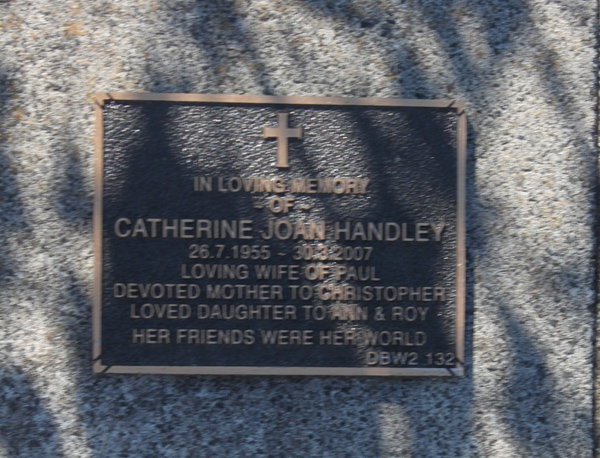 IN LOVING MEMORY
- OF -
CATHERINE JOAN HANDLEY
26.7.1955 - 30.3.2007
LOVING WIFE OF PAUL
DEVOTED MOTHER TO CHRISTOPHER
LOVED DAUGHTER TO ANN & ROY
HER FRIENDS WERE HER WORLD
DBW2 132